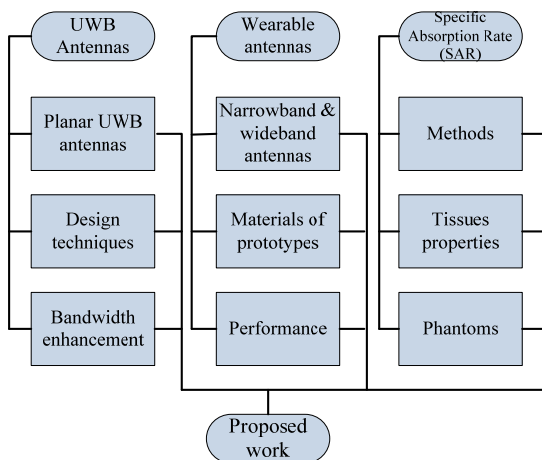 UWB
Antennas
Planar UWB
antennas
Design
techniques
Bandwidth
enhancement
Wearable
antennas
Narrowband &
wideband
antennas
Materials of
prototypes
Performance
Specific
Absorption Rate
(SAR)
Methods
Tissues
properties
Phantoms
Proposed
work